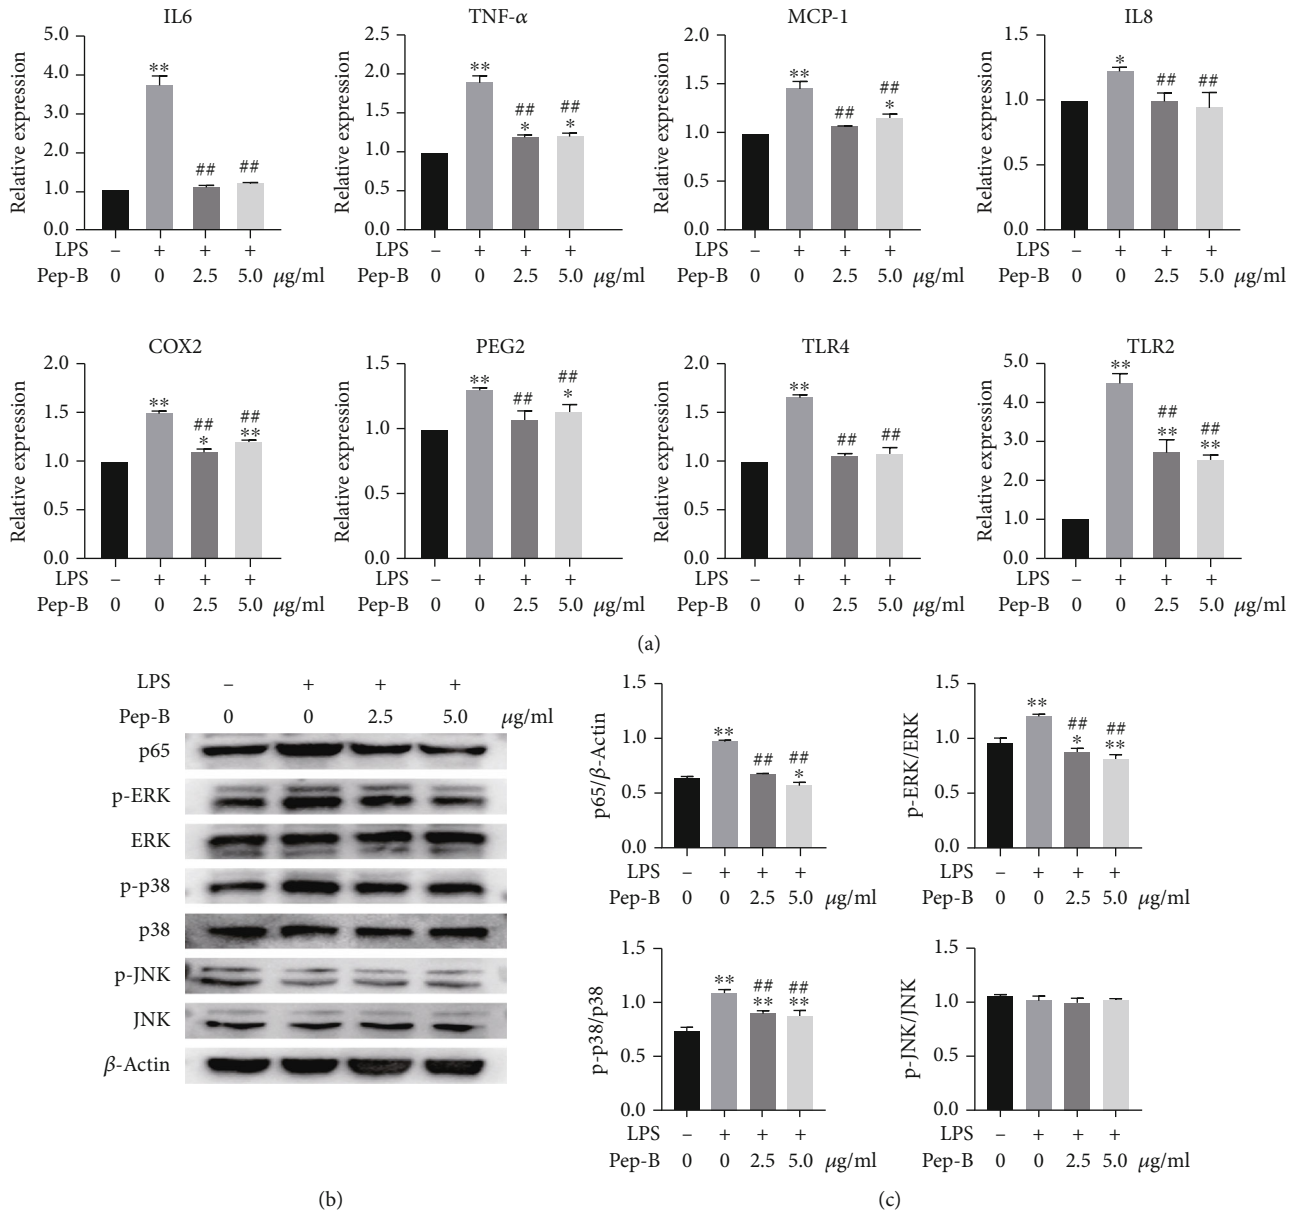 IL6
Relative expression
5.0
4.0
3.0
2.0
1.0
0.0
**
##
##
LPS – + + +
Pep-B 0 0 2.5 5.0 μg/ml
TNF-α
Relative expression
2.5
2.0
1.5
1.0
0.5
0.0
**
##
*
##
*
LPS – + + +
Pep-B 0 0 2.5 5.0 μg/ml
MCP-1
Relative expression
2.0
1.5
1.0
0.5
0.0
**
##
##
*
LPS – + + +
Pep-B 0 0 2.5 5.0 μg/ml
IL8
Relative expression
1.5
1.0
0.5
0.0
*
##
##
LPS – + + +
Pep-B 0 0 2.5 5.0 μg/ml
COX2
Relative expression
2.0
1.5
1.0
1.5
0.0
**
##
*
##
**
LPS – + + +
Pep-B 0 0 2.5 5.0 μg/ml
PEG2
Relative expression
1.5
1.0
0.5
0.0
**
##
##
*
LPS – + + +
Pep-B 0 0 2.5 5.0 μg/ml
TLR4
Relative expression
2.0
1.5
1.0
1.5
0.0
**
##
##
LPS – + + +
Pep-B 0 0 2.5 5.0 μg/ml
TLR2
Relative expression
5.0
4.0
2.0
3.0
1.0
0.0
**
##
**
##
**
LPS – + + +
Pep-B 0 0 2.5 5.0 μg/ml
(a)
LPS – + + +
Pep-B 0 0 2.5 5.0 μg/ml
p65
p-ERK
ERK
p-p38
p38
p-JNK
JNK
β-Actin
(b)
p65/β-Actin
1.5
1.0
0.5
0.0
**
##
##
*
LPS – + + +
Pep-B 0 0 2.5 5.0 μg/ml
p-ERK/ERK
1.5
1.0
0.5
0.0
**
##
*
##
**
LPS – + + +
Pep-B 0 0 2.5 5.0 μg/ml
p-p38/p38
1.5
1.0
0.5
0.0
**
##
**
##
**
LPS – + + +
Pep-B 0 0 2.5 5.0 μg/ml
p-JNK/JNK
1.5
1.0
0.5
0.0
LPS – + + +
Pep-B 0 0 2.5 5.0 μg/ml
(c)